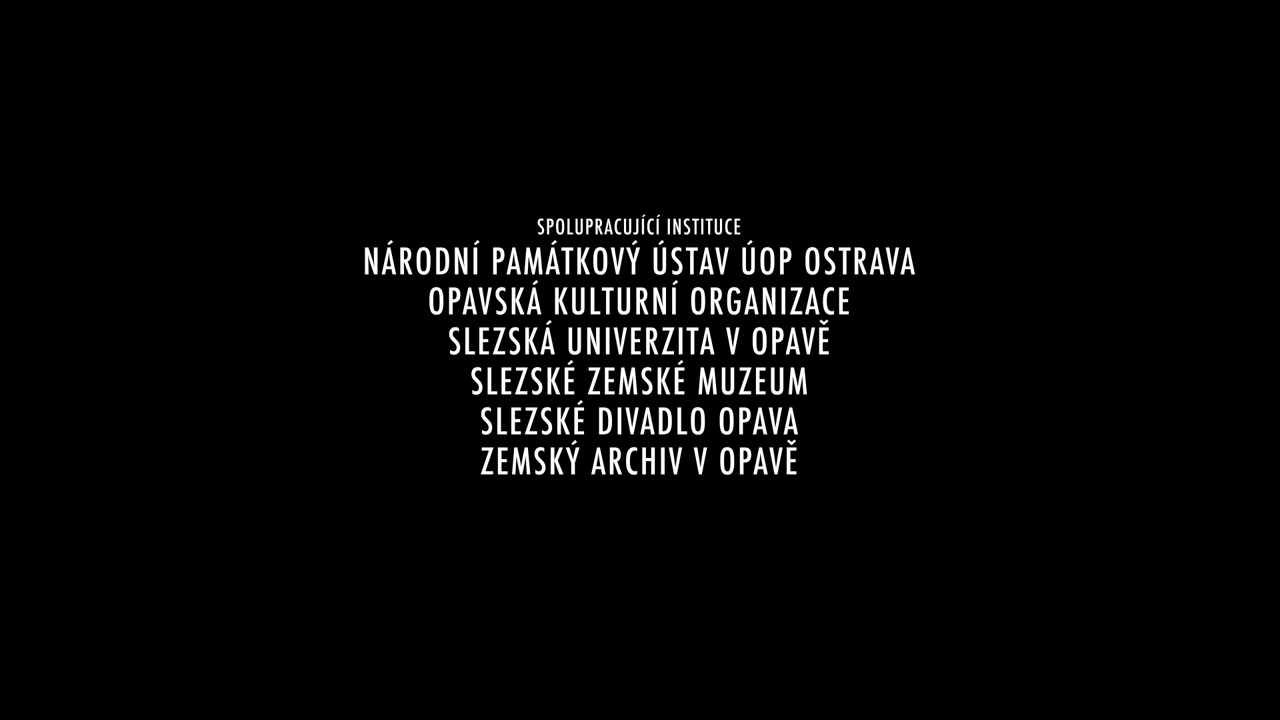 SPOLUPRACUJÍCÍ INSTITUCE
NÁRODNÍ PAMÁTKOVÝ ÚSTAV ÚOP OSTRAVA
OPAVSKÁ KULTURNÍ ORGANIZACE
SLEZSKÁ UNIVERZITA V OPAVĚ
SLEZSKÉ ZEMSKÉ MUZEUM
SLEZSKÉ DIVADLO OPAVA
ZEMSKÝ ARCHIV V OPAVĚ